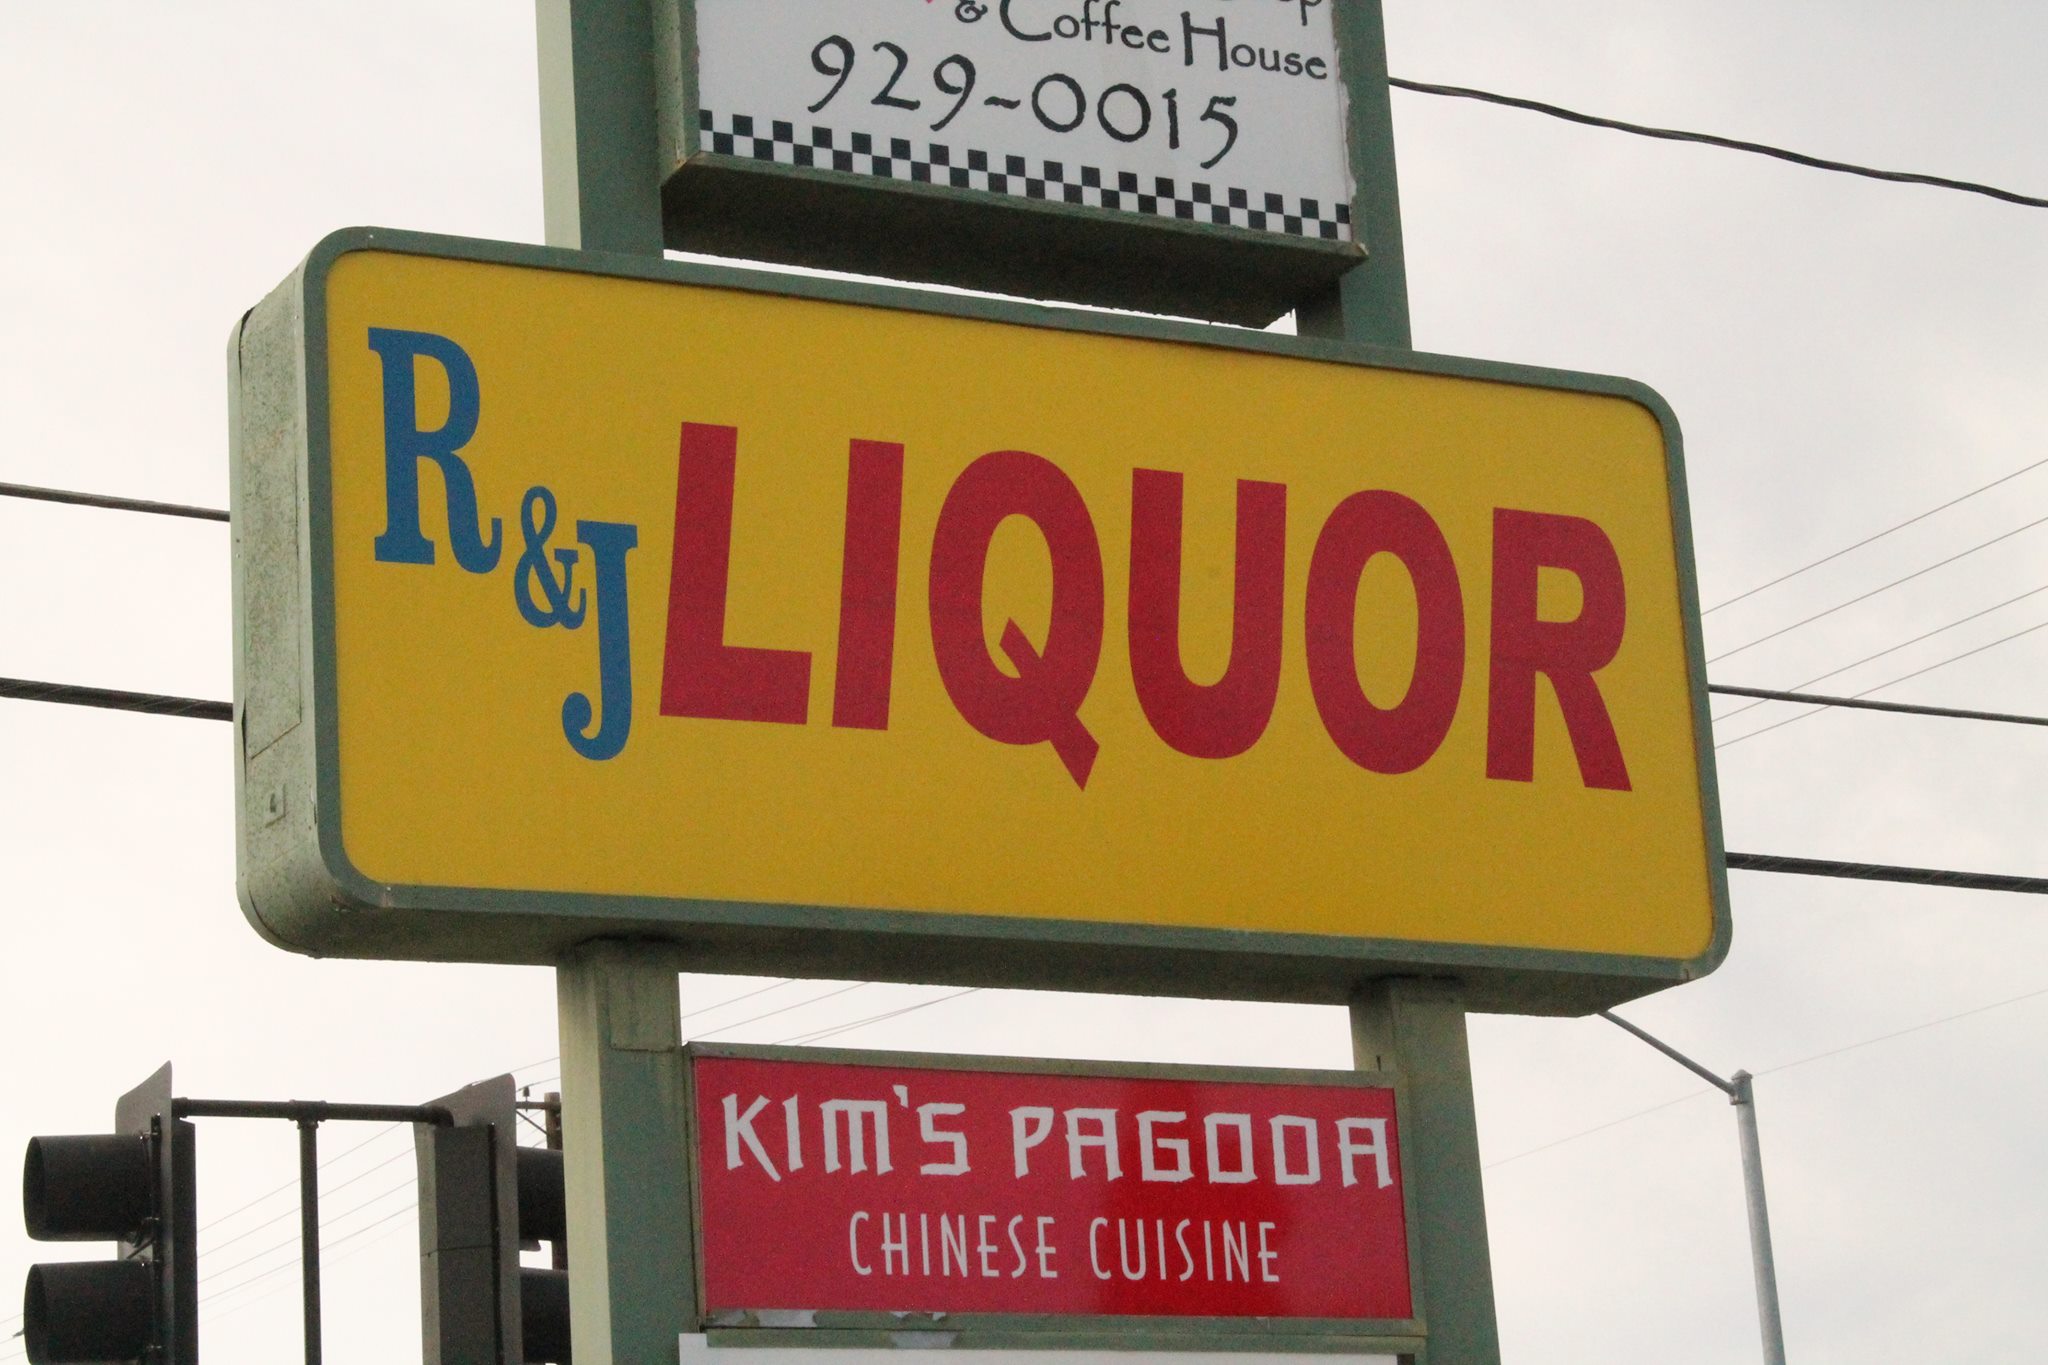 & Coffee House
929-0015
R&J LIQUOR
KIM'S PAGODA
CHINESE CUISINE